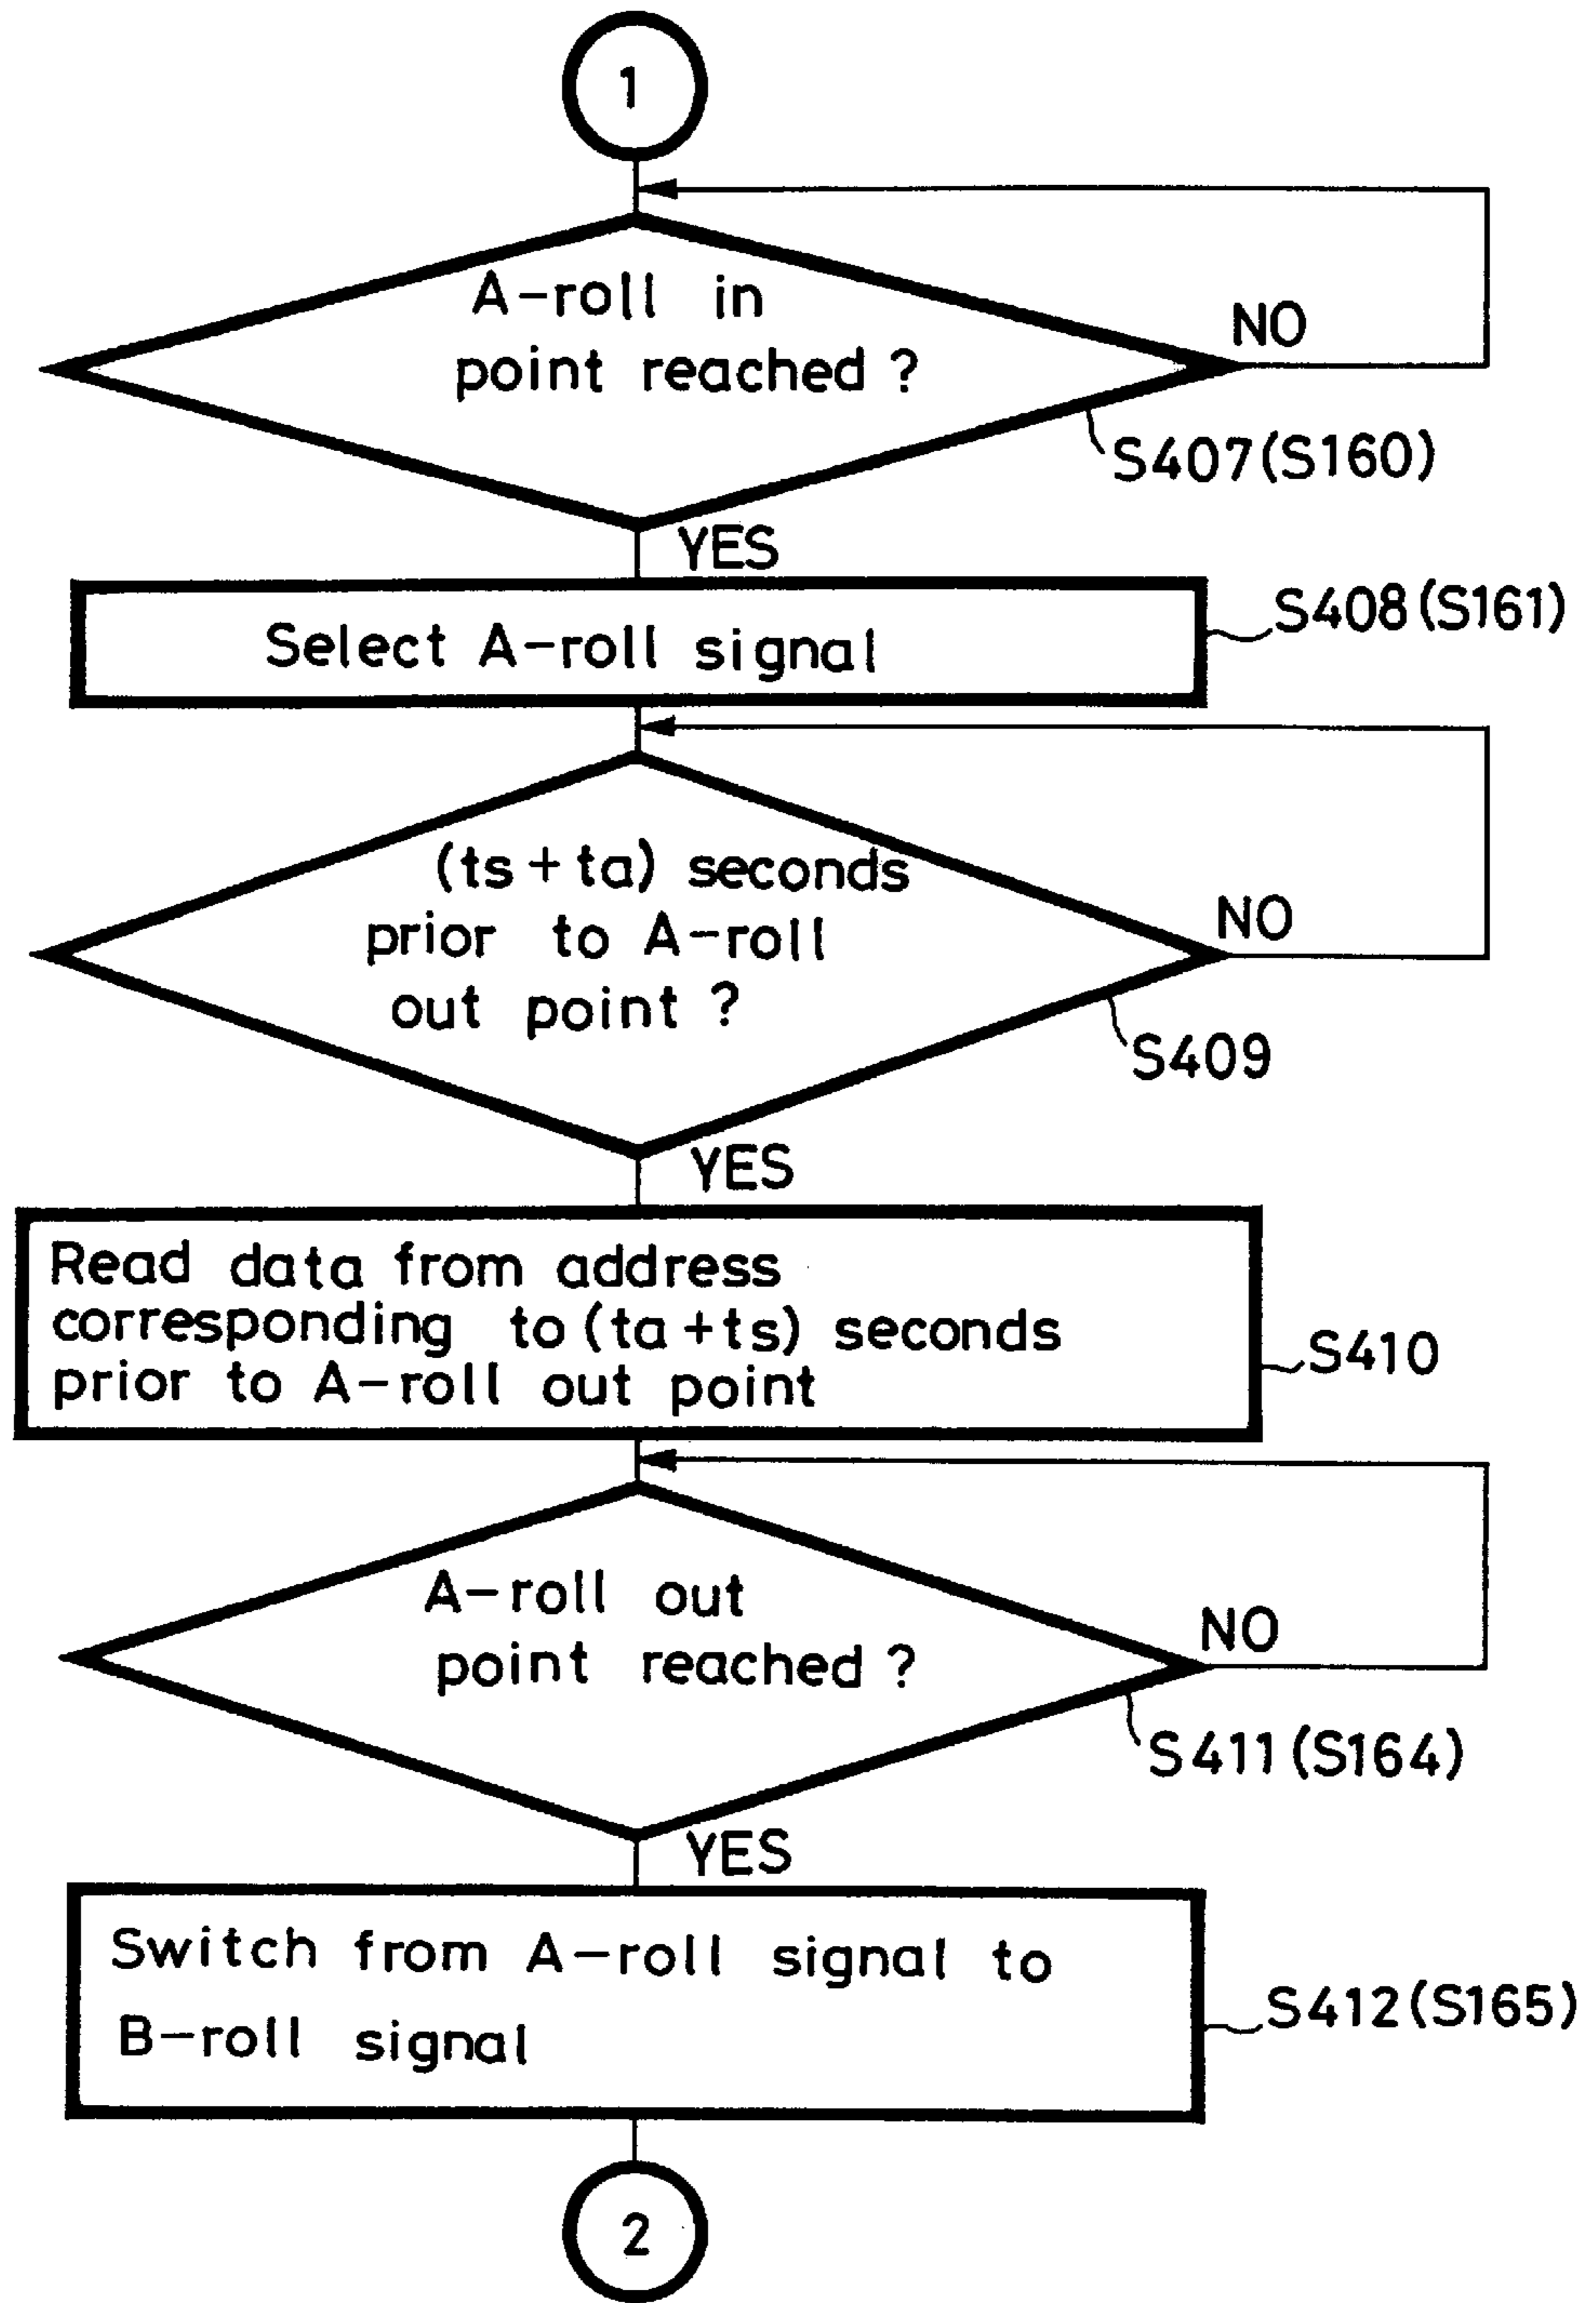 1
A-roll in
point reached ?
NO
S407(S160)
YES
Select A-roll signal
S408(S161)
(ts+ta) seconds
prior to A-roll
out point ?
NO
S409
YES
Read data from address
corresponding to (ta+ts) seconds
prior to A-roll out point
S410
A-roll out
point reached ?
NO
S411(S164)
YES
Switch from A-roll signal to
B-roll signal
S412(S165)
2